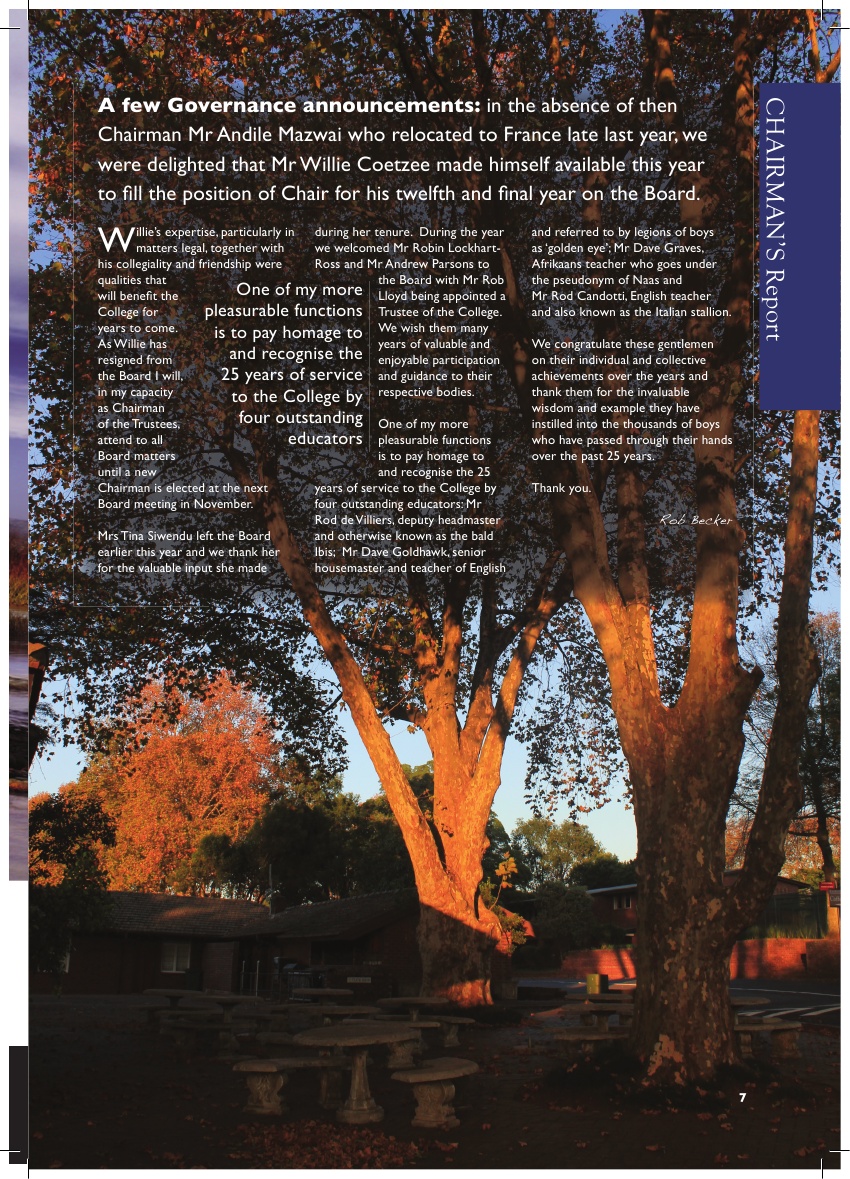 A few Governance announcements: in the absence of then
Chairman Mr Andile Mazwai who relocated to France late last year, we
were delighted that Mr Willie Coetzee made himself available this year
to fill the position of Chair for his twelfth and final year on the Board.
CHAIRMAN'S Report
Willie's expertise, particularly in
matters legal, together with
his collegiality and friendship were
qualities that
will benefit the
College for
years to come.
As Willie has
resigned from
the Board I will,
in my capacity
as Chairman
of the Trustees,
attend to all
Board matters
until a new
Chairman is elected at the next
Board meeting in November.
Mrs Tina Siwendu left the Board
earlier this year and we thank her
for the valuable input she made
One of my more
pleasurable functions
is to pay homage to
and recognise the
25 years of service
to the College by
four outstanding
educators
during her tenure. During the year
we welcomed Mr Robin Lockhart-
Ross and Mr Andrew Parsons to
the Board with Mr Rob
Lloyd being appointed a
Trustee of the College.
We wish them many
years of valuable and
enjoyable participation
and guidance to their
respective bodies.
One of my more
pleasurable functions
is to pay homage to
and recognise the 25
years of service to the College by
four outstanding educators: Mr
Rod de Villiers, deputy headmaster
and otherwise known as the bald
Ibis; Mr Dave Goldhawk, senior
housemaster and teacher of English
and referred to by legions of boys
as 'golden eye'; Mr Dave Graves,
Afrikaans teacher who goes under
the pseudonym of Naas and
Mr Rod Candotti, English teacher
and also known as the Italian stallion.
We congratulate these gentlemen
on their individual and collective
achievements over the years and
thank them for the invaluable
wisdom and example they have
instilled into the thousands of boys
who have passed through their hands
over the past 25 years.
Thank you.
Rob Becker
7